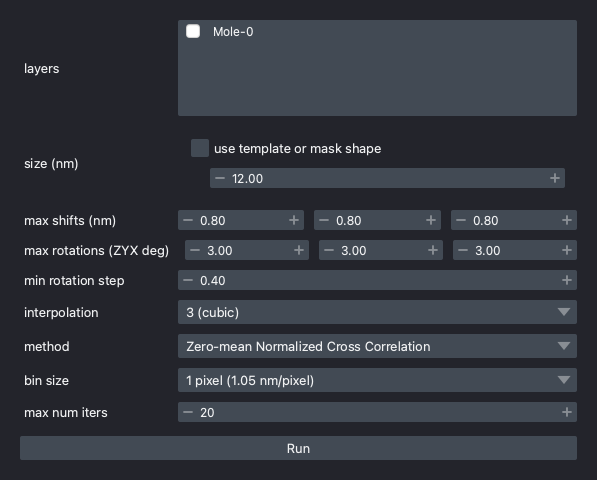 layers
Mole-0
size (nm)
use template or mask shape
12.00
max shifts (nm) 0.80 0.80 0.80
max rotations (ZYX deg) 3.00 3.00 3.00
min rotation step 0.40
interpolation 3 (cubic)
method Zero-mean Normalized Cross Correlation
bin size 1 pixel (1.05 nm/pixel)
max num iters 20
Run